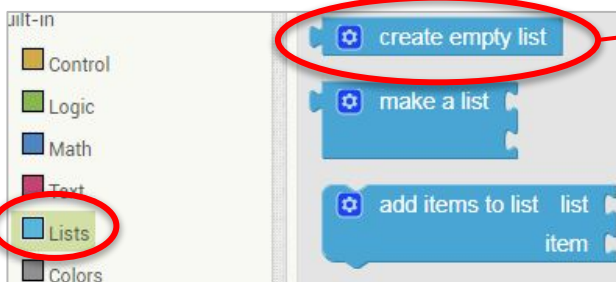 uilt-in
Control
Logic
Math
Text
Lists
Colors
create empty list
make a list
add items to list list
item